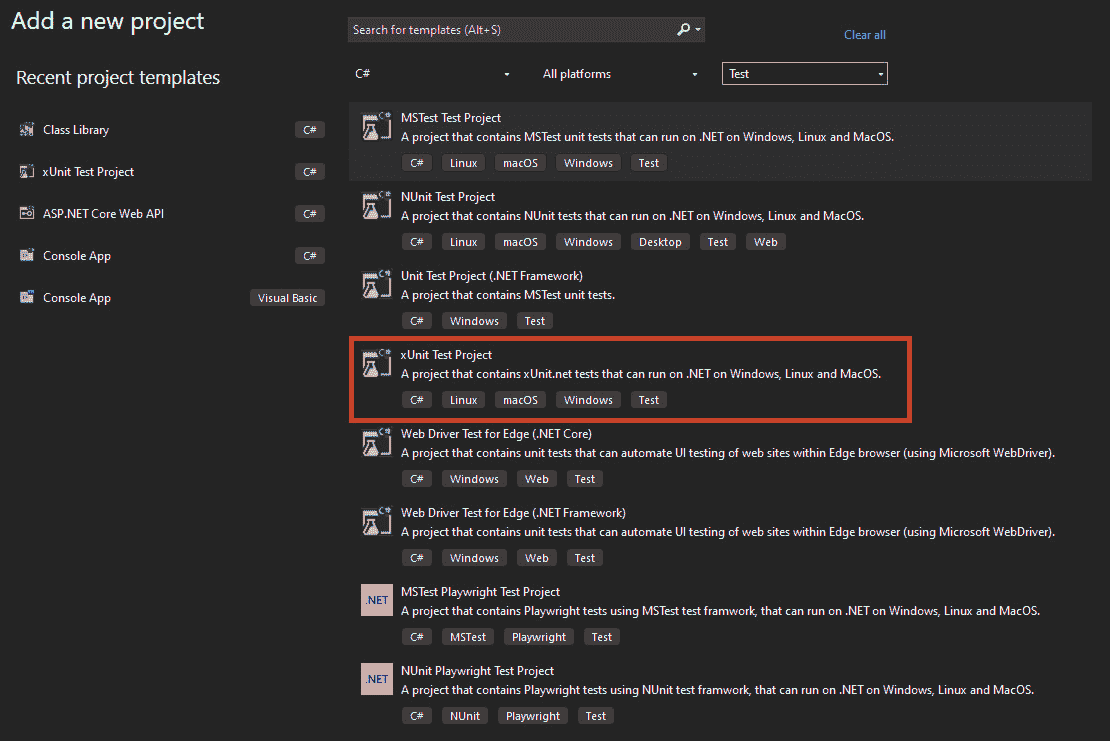 Add a new project
Search for templates (Alt+S)
Clear all
Recent project templates
C#
All platforms
Test
Class Library
C#
xUnit Test Project
C#
ASP.NET Core Web API
C#
Console App
C#
Console App
Visual Basic
MSTest Test Project
A project that contains MSTest unit tests that can run on .NET on Windows, Linux and MacOS.
C# Linux macOS Windows Test
NUnit Test Project
A project that contains NUnit tests that can run on .NET on Windows, Linux and MacOS.
C# Linux macOS Windows Desktop Test Web
Unit Test Project (.NET Framework)
A project that contains MSTest unit tests.
C# Windows Test
xUnit Test Project
A project that contains xUnit.net tests that can run on .NET on Windows, Linux and MacOS.
C# Linux macOS Windows Test
Web Driver Test for Edge (.NET Core)
A project that contains unit tests that can automate UI testing of web sites within Edge browser (using Microsoft WebDriver).
C# Windows Web Test
Web Driver Test for Edge (.NET Framework)
A project that contains unit tests that can automate UI testing of web sites within Edge browser (using Microsoft WebDriver).
C# Windows Web Test
.NET
MSTest Playwright Test Project
A project that contains Playwright tests using MSTest test framwork, that can run on .NET on Windows, Linux and MacOS.
C# MSTest Playwright Test
.NET
NUnit Playwright Test Project
A project that contains Playwright tests using NUnit test framwork, that can run on .NET on Windows, Linux and MacOS.
C# NUnit Playwright Test